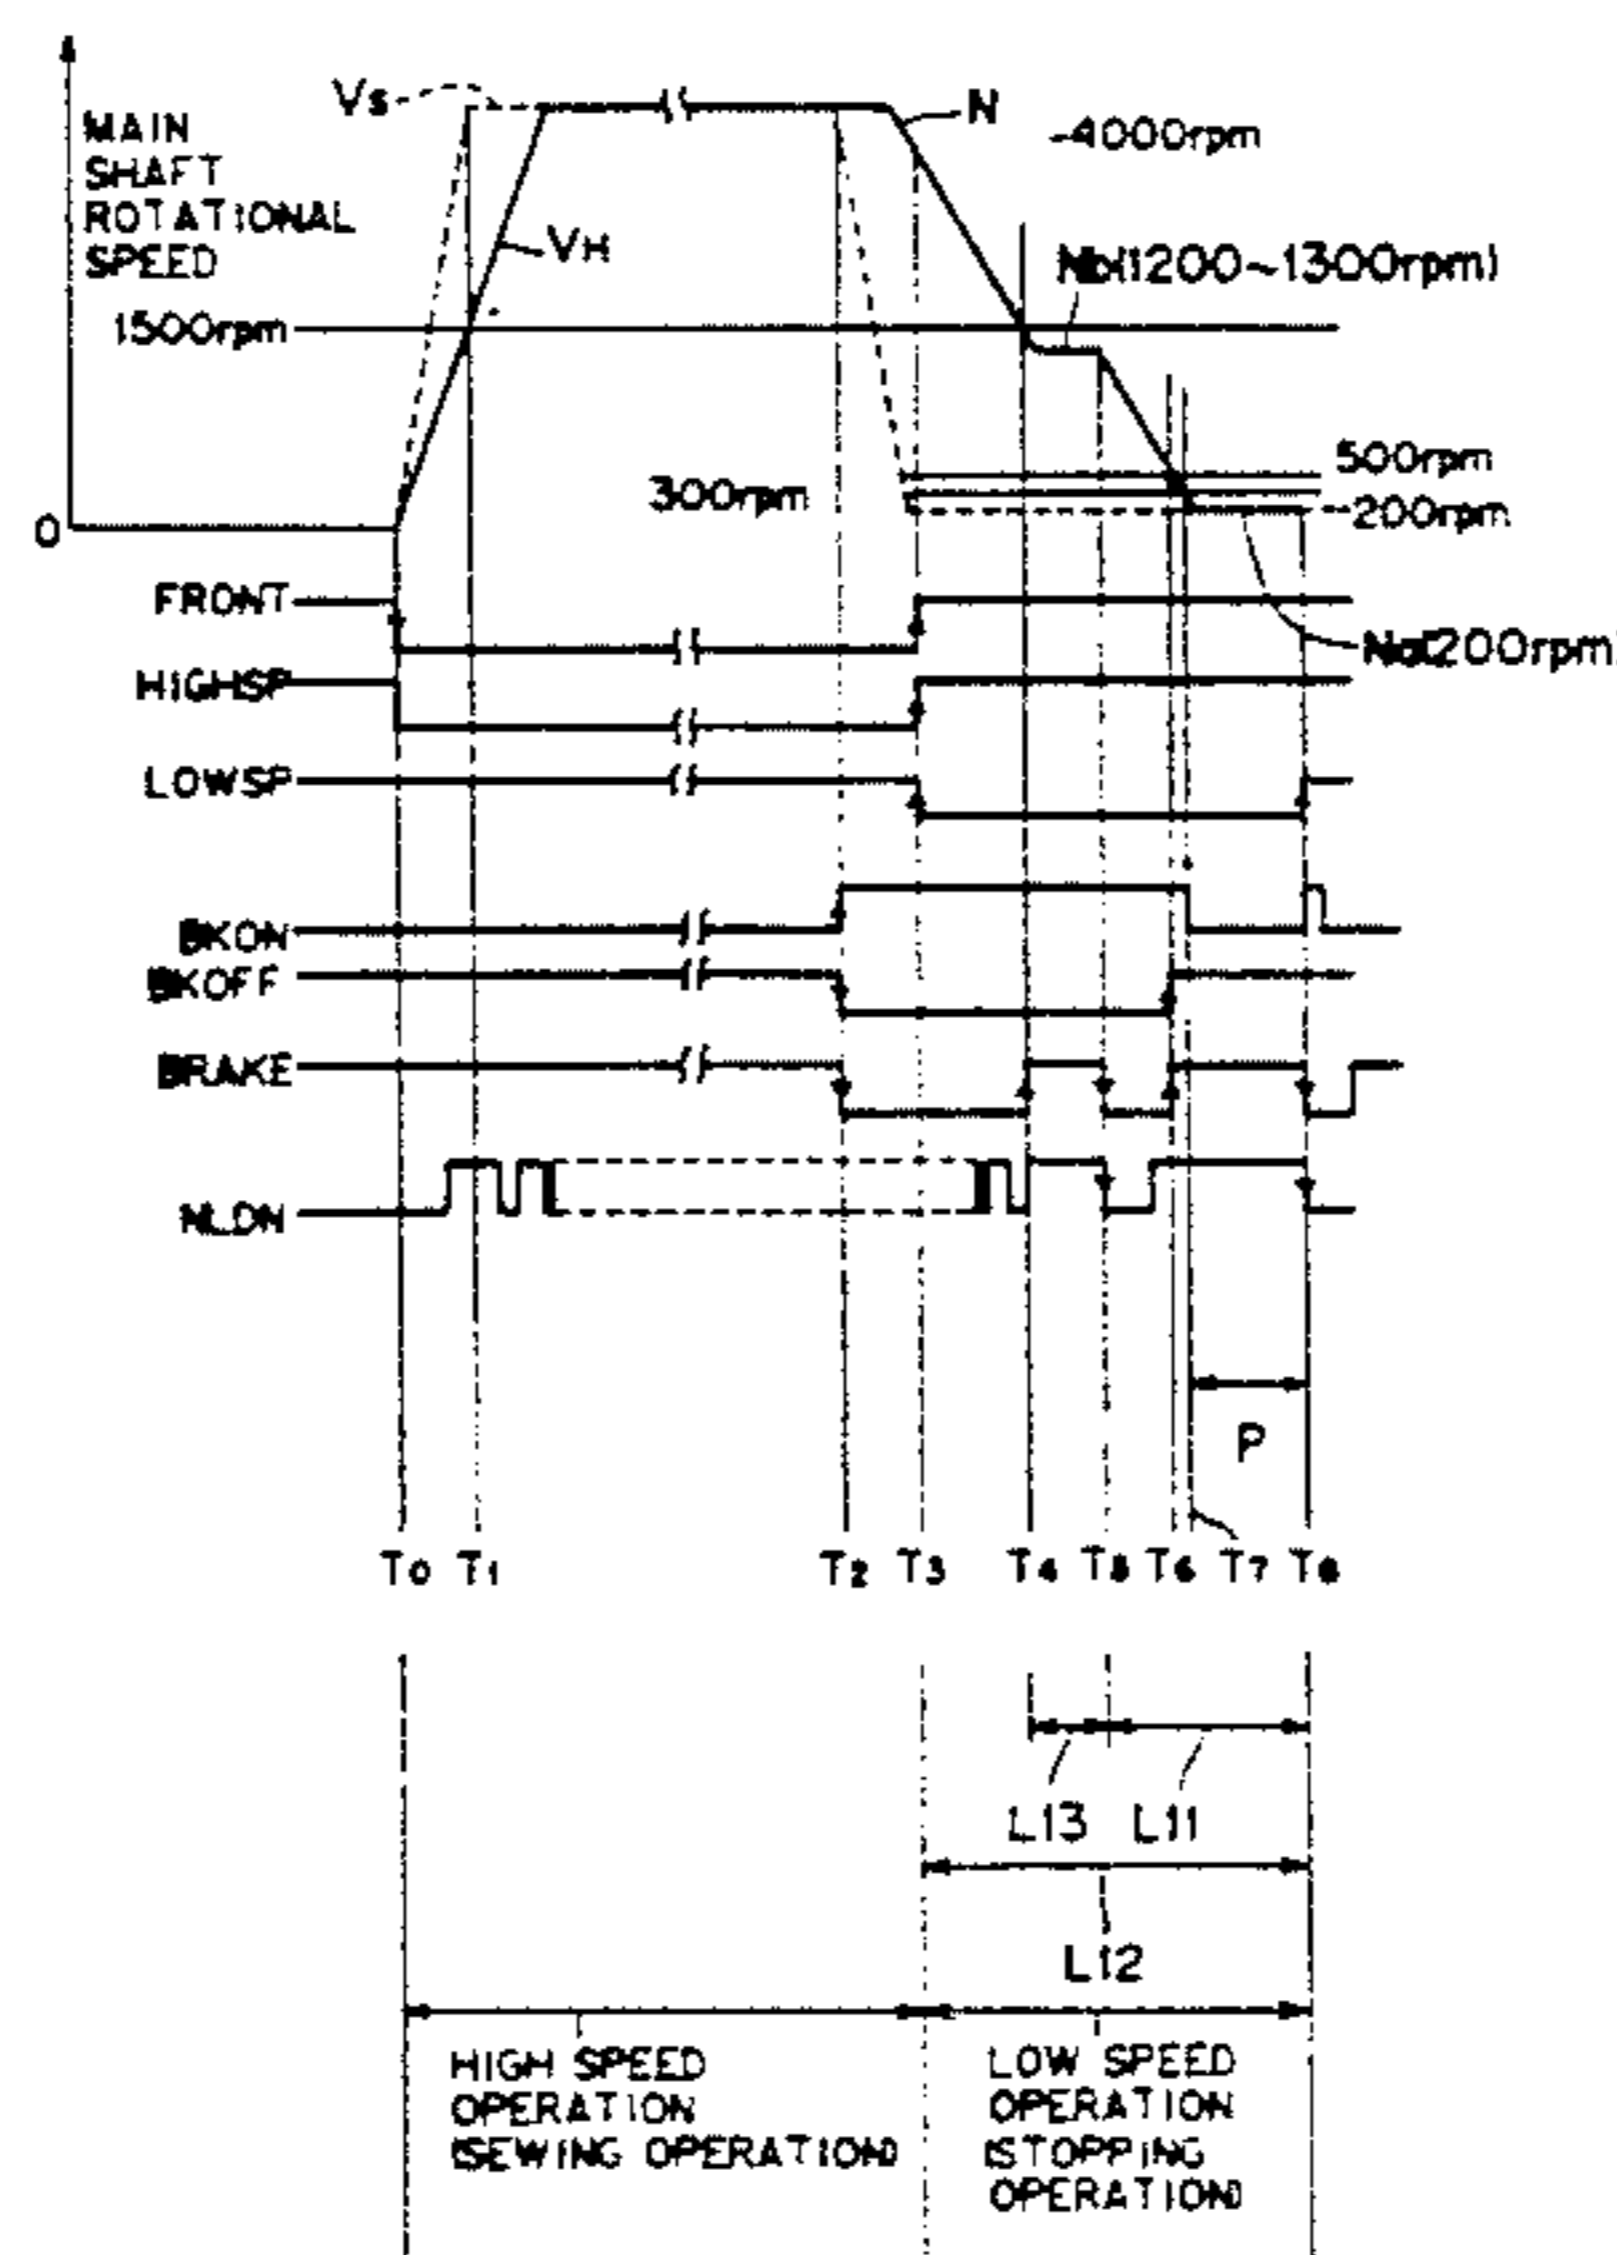 MAIN
SHAFT
ROTATIONAL
SPEED
Vs
VH
N
-4000rpm
Nb(1200~1300rpm)
1500rpm
500rpm
300rpm
-200rpm
0
FRONT
Na(200rpm)
HIGHSP
LOWSP
BKON
BKOFF
BRAKE
NLDN
P
T0 T1 T2 T3 T4 T5 T6 T7 T8
L13 L11
L12
HIGH SPEED
OPERATION
(SEWING OPERATION)
LOW SPEED
OPERATION
(STOPPING
OPERATION)